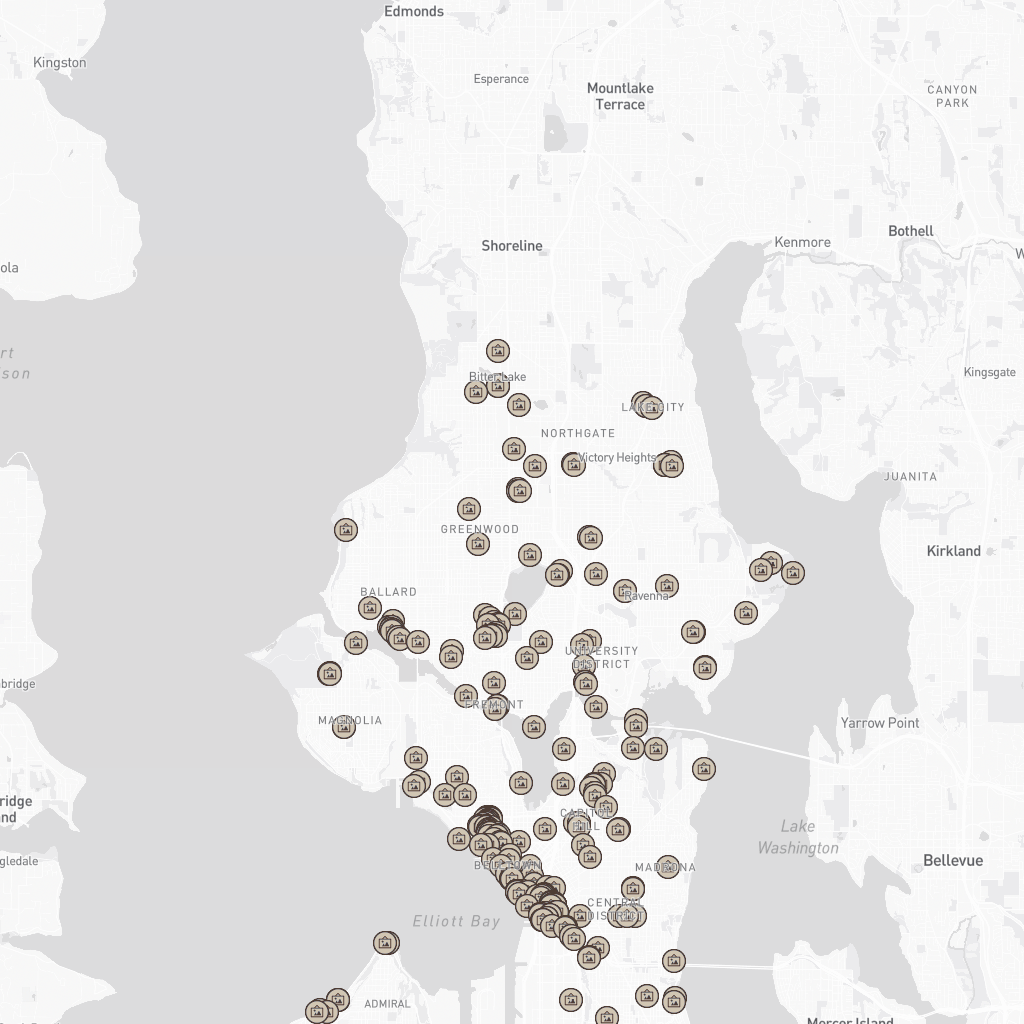 Edmonds
Kingston
Esperance
Mountlake
Terrace
CANYON
PARK
Bothell
Kenmore
Shoreline
ola
rt
son
Kingsgate
Bitter Lake
LAKE CITY
NORTHGATE
Victory Heights
JUANITA
GREENWOOD
Kirkland
BALLARD
Ravenna
UNIVERSITY
DISTRICT
bridge
FREMONT
MAGNOLIA
Yarrow Point
ridge
nd
CAPITOL
HILL
Lake
Washington
gledale
BELLTOWN
MADRONA
Bellevue
CENTRAL
DISTRICT
Elliott Bay
ADMIRAL
Mercer Island